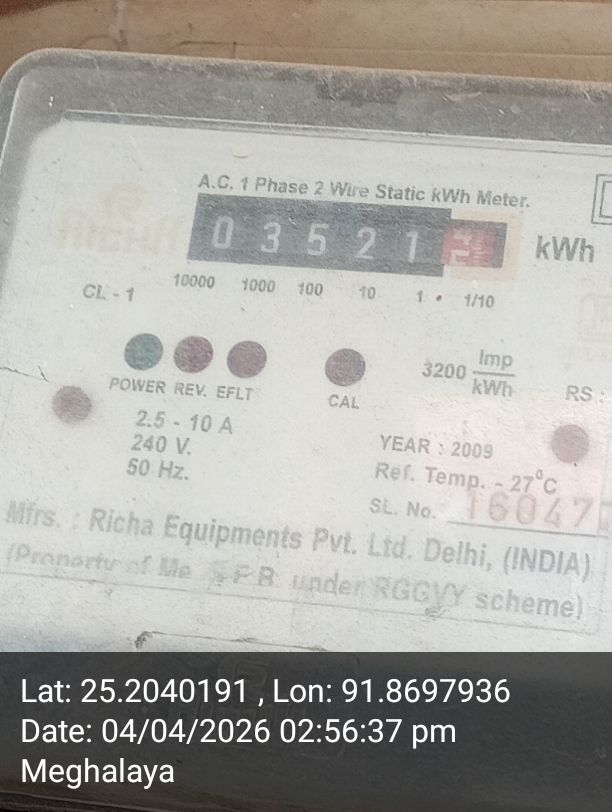 A.C. 1 Phase 2 Wire Static kWh Meter.
0 3 5 2 1 kWh
10000 1000 100 10 1 • 1/10
CL - 1
3200 Imp/kWh
POWER REV. EFLT CAL RS :
2.5 - 10 A
240 V.
50 Hz.
YEAR : 2009
Ref. Temp. - 27°C
SL. No. 16047
Mfrs. : Richa Equipments Pvt. Ltd. Delhi, (INDIA)
(Property of Me under RGGVY scheme)
Lat: 25.2040191 , Lon: 91.8697936
Date: 04/04/2026 02:56:37 pm
Meghalaya